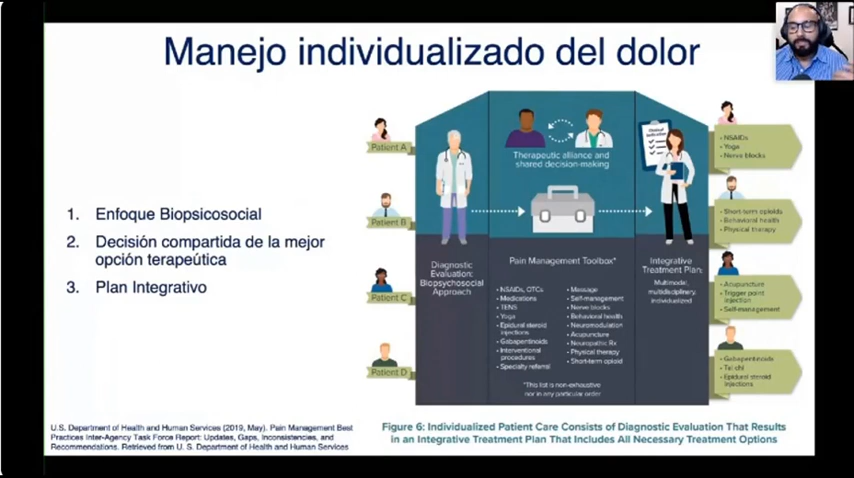 Manejo individualizado del dolor
1. Enfoque Biopsicosocial
2. Decisión compartida de la mejor
opción terapeútica
3. Plan Integrativo
Patient A
Patient B
Patient C
Patient D
Therapeutic alliance and
shared decision-making
Diagnostic
Evaluation:
Biopsychosocial
Approach
Pain Management Toolbox*
• NSAIDs, OTCs
• Medications
• TENS
• Yoga
• Epidural steroid
injections
• Gabapentinoids
• Interventional
procedures
• Specialty referral
• Massage
• Self-management
• Nerve blocks
• Behavioral health
• Neuromodulation
• Acupuncture
• Neuropathic Rx
• Physical therapy
• Short-term opioid
*This list is non-exhaustive
nor in any particular order
Integrative
Treatment Plan:
Multimodal,
multidisciplinary,
individualized
• NSAIDs
• Yoga
• Nerve blocks
• Short-term opioids
• Behavioral health
• Physical therapy
• Acupuncture
• Trigger point
injection
• Self-management
• Gabapentinoids
• Tai chi
• Epidural steroid
injections
U.S. Department of Health and Human Services (2019, May). Pain Management Best
Practices Inter-Agency Task Force Report: Updates, Gaps, Inconsistencies, and
Recommendations. Retrieved from U. S. Department of Health and Human Services
Figure 6: Individualized Patient Care Consists of Diagnostic Evaluation That Results
in an Integrative Treatment Plan That Includes All Necessary Treatment Options